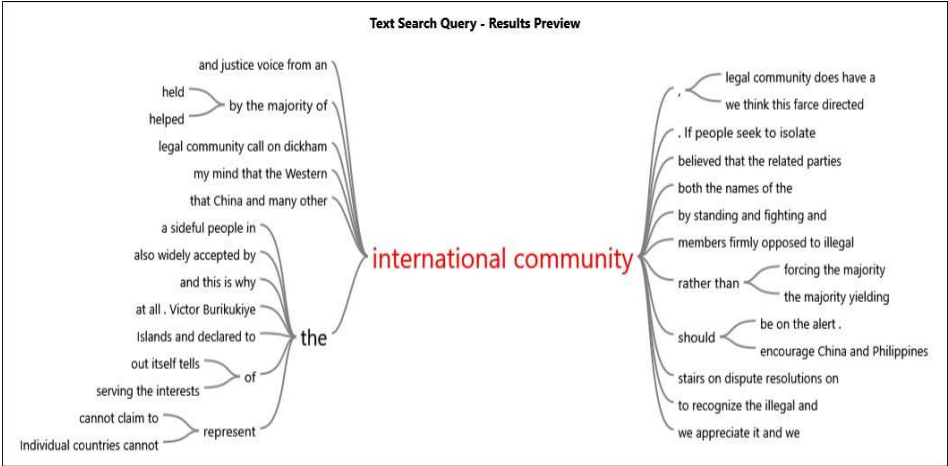 Text Search Query - Results Preview
and justice voice from an
held
by the majority of
helped
legal community call on dickham
my mind that the Western
that China and many other
a sideful people in
also widely accepted by
and this is why
at all . Victor Burikukiye
Islands and declared to
the
out itself tells
of
serving the interests
cannot claim to
represent
Individual countries cannot
international community
.
legal community does have a
we think this farce directed
. If people seek to isolate
believed that the related parties
both the names of the
by standing and fighting and
members firmly opposed to illegal
rather than
forcing the majority
the majority yielding
should
be on the alert .
encourage China and Philippines
stairs on dispute resolutions on
to recognize the illegal and
we appreciate it and we